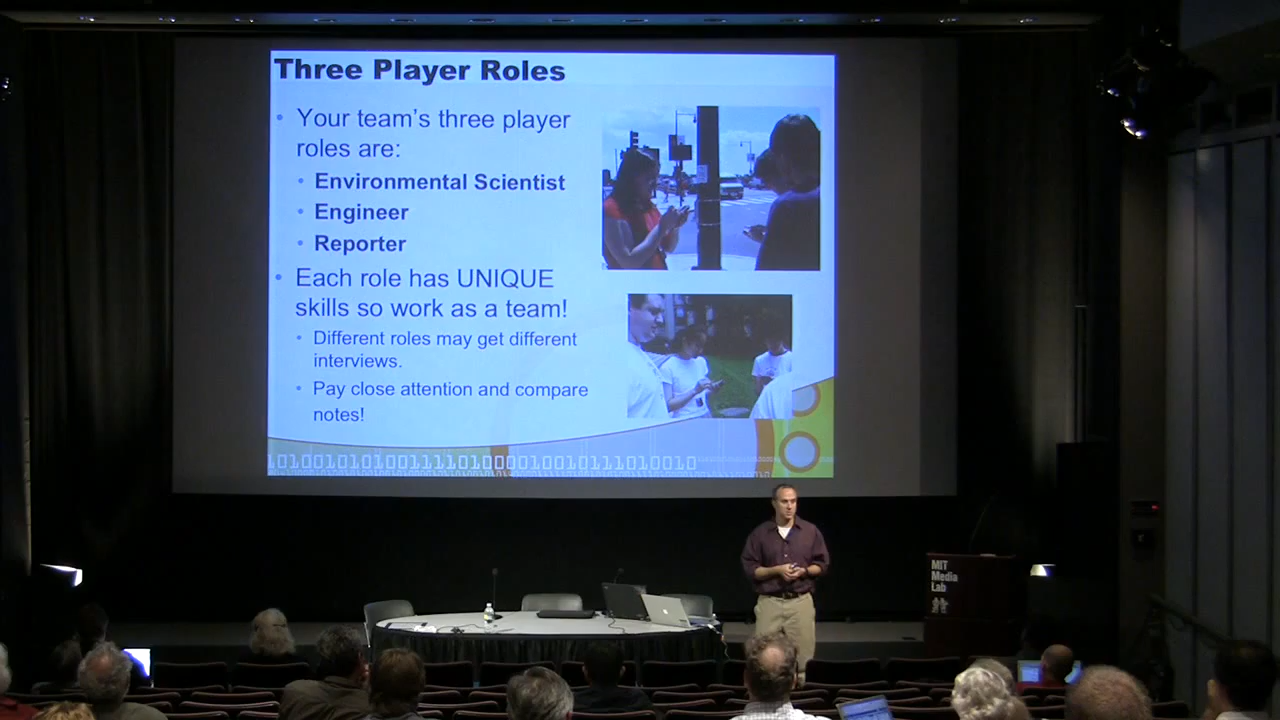 Three Player Roles
• Your team's three player
roles are:
• Environmental Scientist
• Engineer
• Reporter
• Each role has UNIQUE
skills so work as a team!
• Different roles may get different
interviews.
• Pay close attention and compare
notes!
MIT
Media
Lab